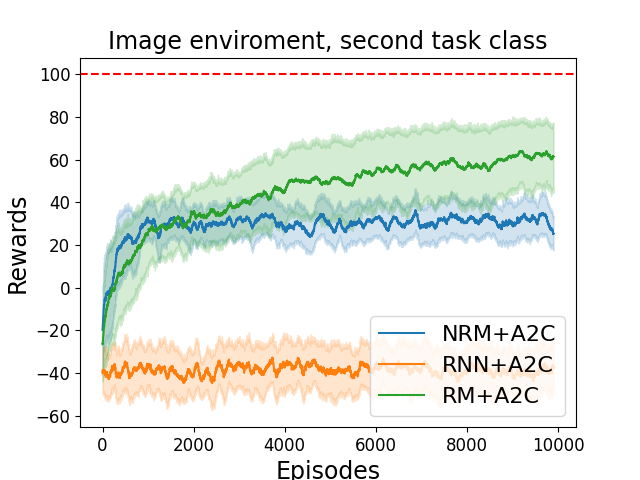 Image enviroment, second task class
Rewards
100
80
60
40
20
0
−20
−40
−60
0
2000
4000
6000
8000
10000
Episodes
NRM+A2C
RNN+A2C
RM+A2C